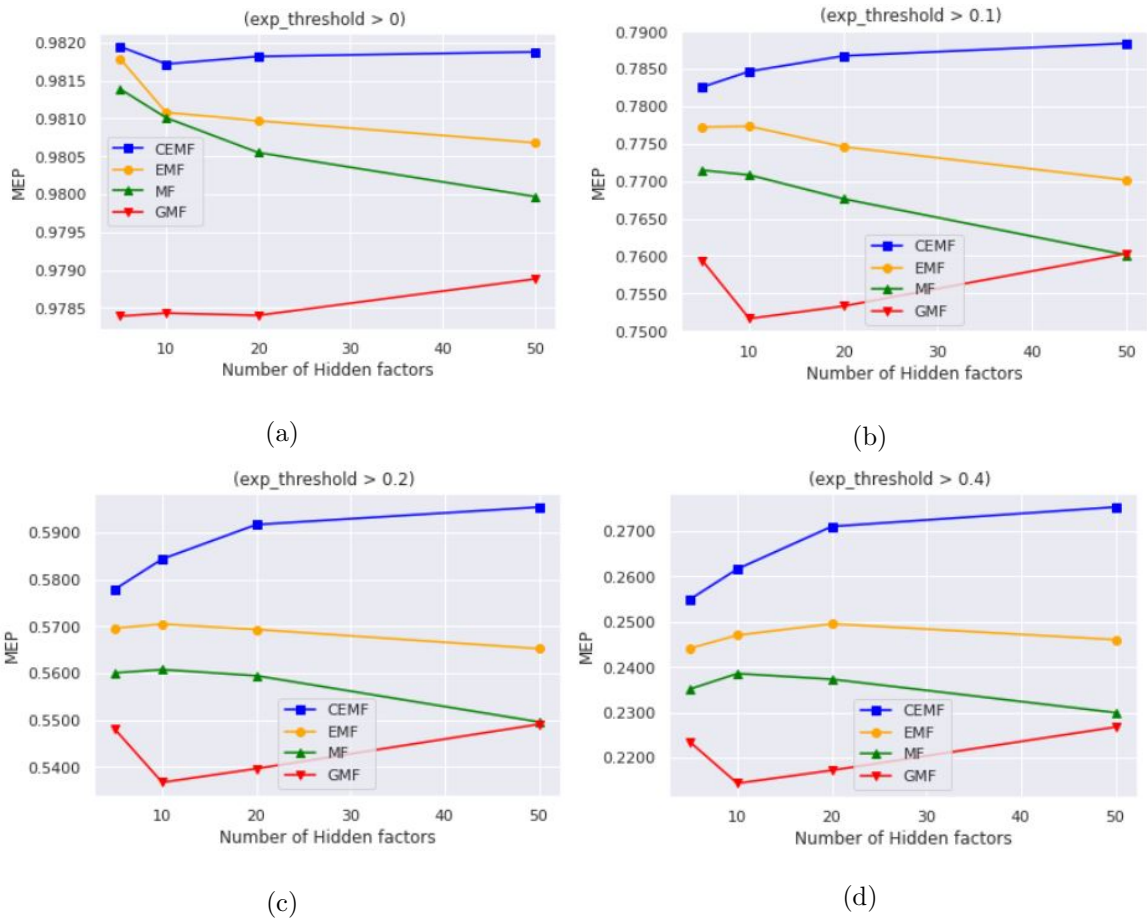 (exp_threshold > 0)
0.9820
0.9815
0.9810
0.9805
0.9800
0.9795
0.9790
0.9785
MEP
CEMF
EMF
MF
GMF
10 20 30 40 50
Number of Hidden factors
(a)
(exp_threshold > 0.1)
0.7900
0.7850
0.7800
0.7750
0.7700
0.7650
0.7600
0.7550
0.7500
MEP
CEMF
EMF
MF
GMF
10 20 30 40 50
Number of Hidden factors
(b)
(exp_threshold > 0.2)
0.5900
0.5800
0.5700
0.5600
0.5500
0.5400
MEP
CEMF
EMF
MF
GMF
10 20 30 40 50
Number of Hidden factors
(c)
(exp_threshold > 0.4)
0.2700
0.2600
0.2500
0.2400
0.2300
0.2200
MEP
CEMF
EMF
MF
GMF
10 20 30 40 50
Number of Hidden factors
(d)